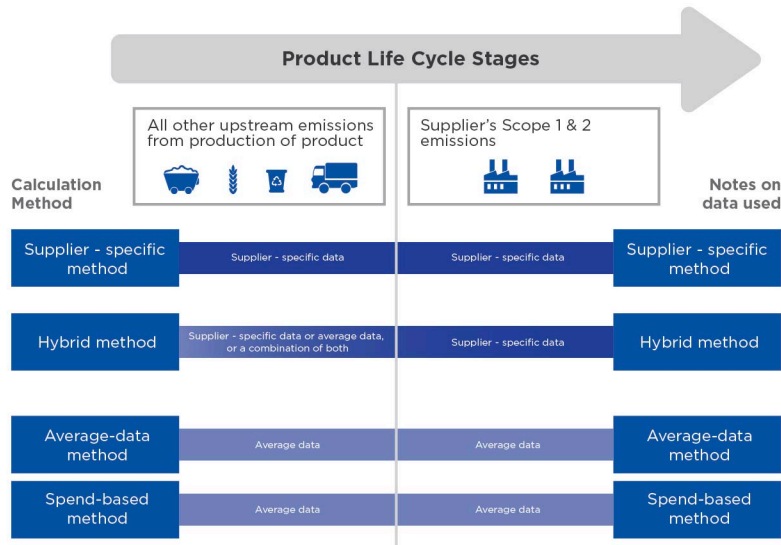 Product Life Cycle Stages
All other upstream emissions
from production of product
Supplier's Scope 1 & 2
emissions
Calculation
Method
Notes on
data used
Supplier - specific
method
Supplier - specific data
Supplier - specific data
Supplier - specific
method
Hybrid method
Supplier - specific data or average data,
or a combination of both
Supplier - specific data
Hybrid method
Average-data
method
Average data
Average data
Average-data
method
Spend-based
method
Average data
Average data
Spend-based
method